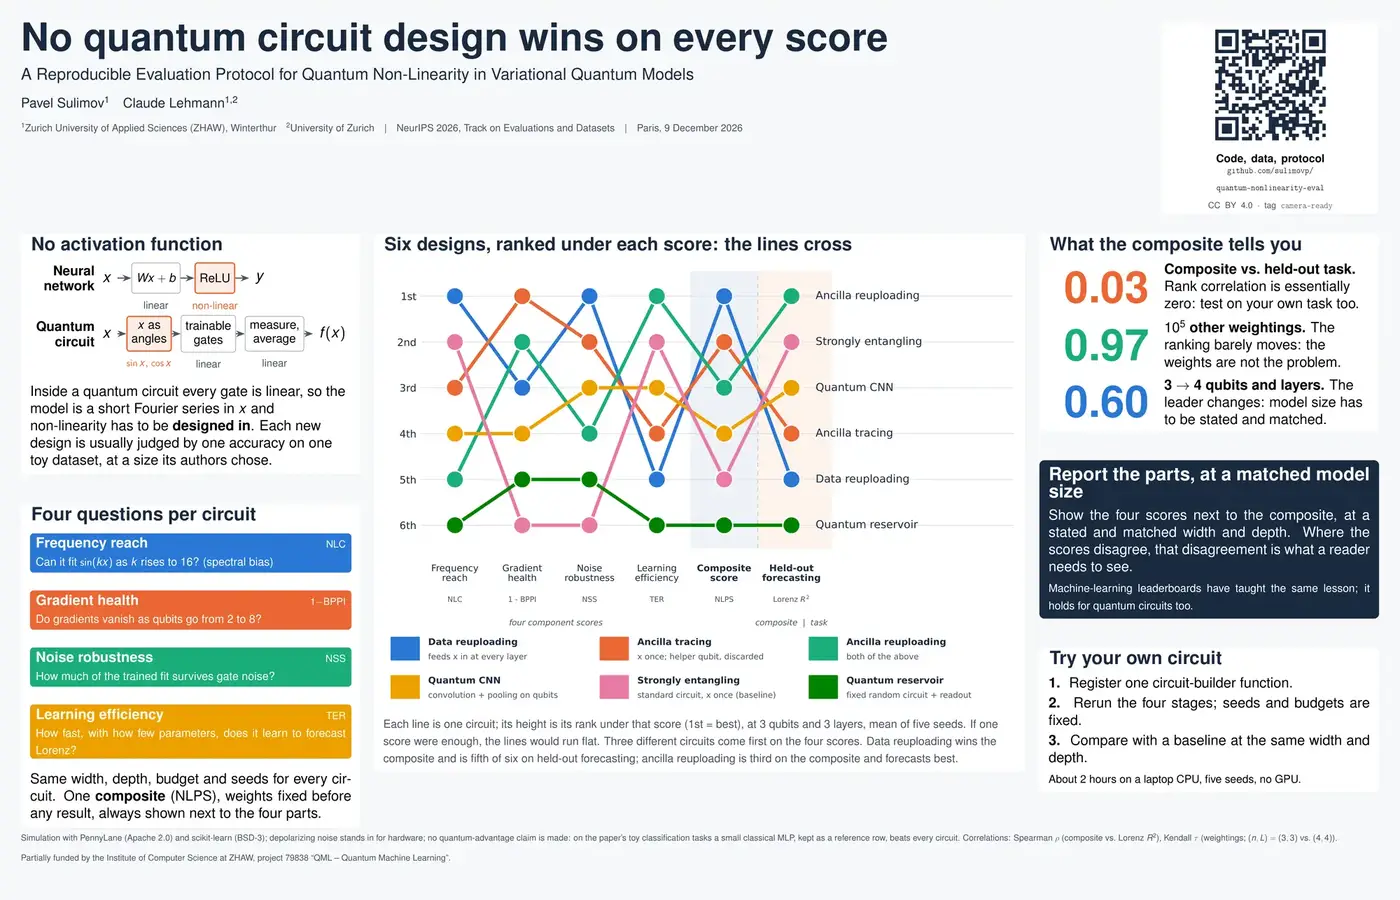 No quantum circuit design wins on every score
A Reproducible Evaluation Protocol for Quantum Non-Linearity in Variational Quantum Models
Pavel Sulimov¹ Claude Lehmann¹,²
¹Zurich University of Applied Sciences (ZHAW), Winterthur ²University of Zurich | NeurIPS 2026, Track on Evaluations and Datasets | Paris, 9 December 2026
Code, data, protocol
github.com/sulimovp/
quantum-nonlinearity-eval
CC BY 4.0 · tag camera-ready
No activation function
Neural network x Wx + b ReLU y
linear non-linear
Quantum circuit x x as angles trainable gates measure, average f(x)
sin x, cos x linear linear
Inside a quantum circuit every gate is linear, so the
model is a short Fourier series in x and
non-linearity has to be designed in. Each new
design is usually judged by one accuracy on one
toy dataset, at a size its authors chose.
Four questions per circuit
Frequency reach NLC
Can it fit sin(kx) as k rises to 16? (spectral bias)
Gradient health 1−BPPI
Do gradients vanish as qubits go from 2 to 8?
Noise robustness NSS
How much of the trained fit survives gate noise?
Learning efficiency TER
How fast, with how few parameters, does it learn to forecast
Lorenz?
Same width, depth, budget and seeds for every cir-
cuit. One composite (NLPS), weights fixed before
any result, always shown next to the four parts.
Six designs, ranked under each score: the lines cross
1st Ancilla reuploading
2nd Strongly entangling
3rd Quantum CNN
4th Ancilla tracing
5th Data reuploading
6th Quantum reservoir
Frequency reach Gradient health Noise robustness Learning efficiency Composite score Held-out forecasting
NLC 1 - BPPI NSS TER NLPS Lorenz R²
four component scores composite | task
Data reuploading Ancilla tracing Ancilla reuploading
feeds x in at every layer x once; helper qubit, discarded both of the above
Quantum CNN Strongly entangling Quantum reservoir
convolution + pooling on qubits standard circuit, x once (baseline) fixed random circuit + readout
Each line is one circuit; its height is its rank under that score (1st = best), at 3 qubits and 3 layers, mean of five seeds. If one
score were enough, the lines would run flat. Three different circuits come first on the four scores. Data reuploading wins the
composite and is fifth of six on held-out forecasting; ancilla reuploading is third on the composite and forecasts best.
What the composite tells you
0.03
Composite vs. held-out task.
Rank correlation is essentially
zero: test on your own task too.
0.97
10⁵ other weightings. The
ranking barely moves: the
weights are not the problem.
0.60
3 → 4 qubits and layers. The
leader changes: model size has
to be stated and matched.
Report the parts, at a matched model
size
Show the four scores next to the composite, at a
stated and matched width and depth. Where the
scores disagree, that disagreement is what a reader
needs to see.
Machine-learning leaderboards have taught the same lesson; it
holds for quantum circuits too.
Try your own circuit
1. Register one circuit-builder function.
2. Rerun the four stages; seeds and budgets are
fixed.
3. Compare with a baseline at the same width and
depth.
About 2 hours on a laptop CPU, five seeds, no GPU.
Simulation with PennyLane (Apache 2.0) and scikit-learn (BSD-3); depolarizing noise stands in for hardware; no quantum-advantage claim is made: on the paper's toy classification tasks a small classical MLP, kept as a reference row, beats every circuit. Correlations: Spearman ρ (composite vs. Lorenz R²), Kendall τ (weightings; (n, L) = (3, 3) vs. (4, 4)).
Partially funded by the Institute of Computer Science at ZHAW, project 79838 “QML – Quantum Machine Learning”.